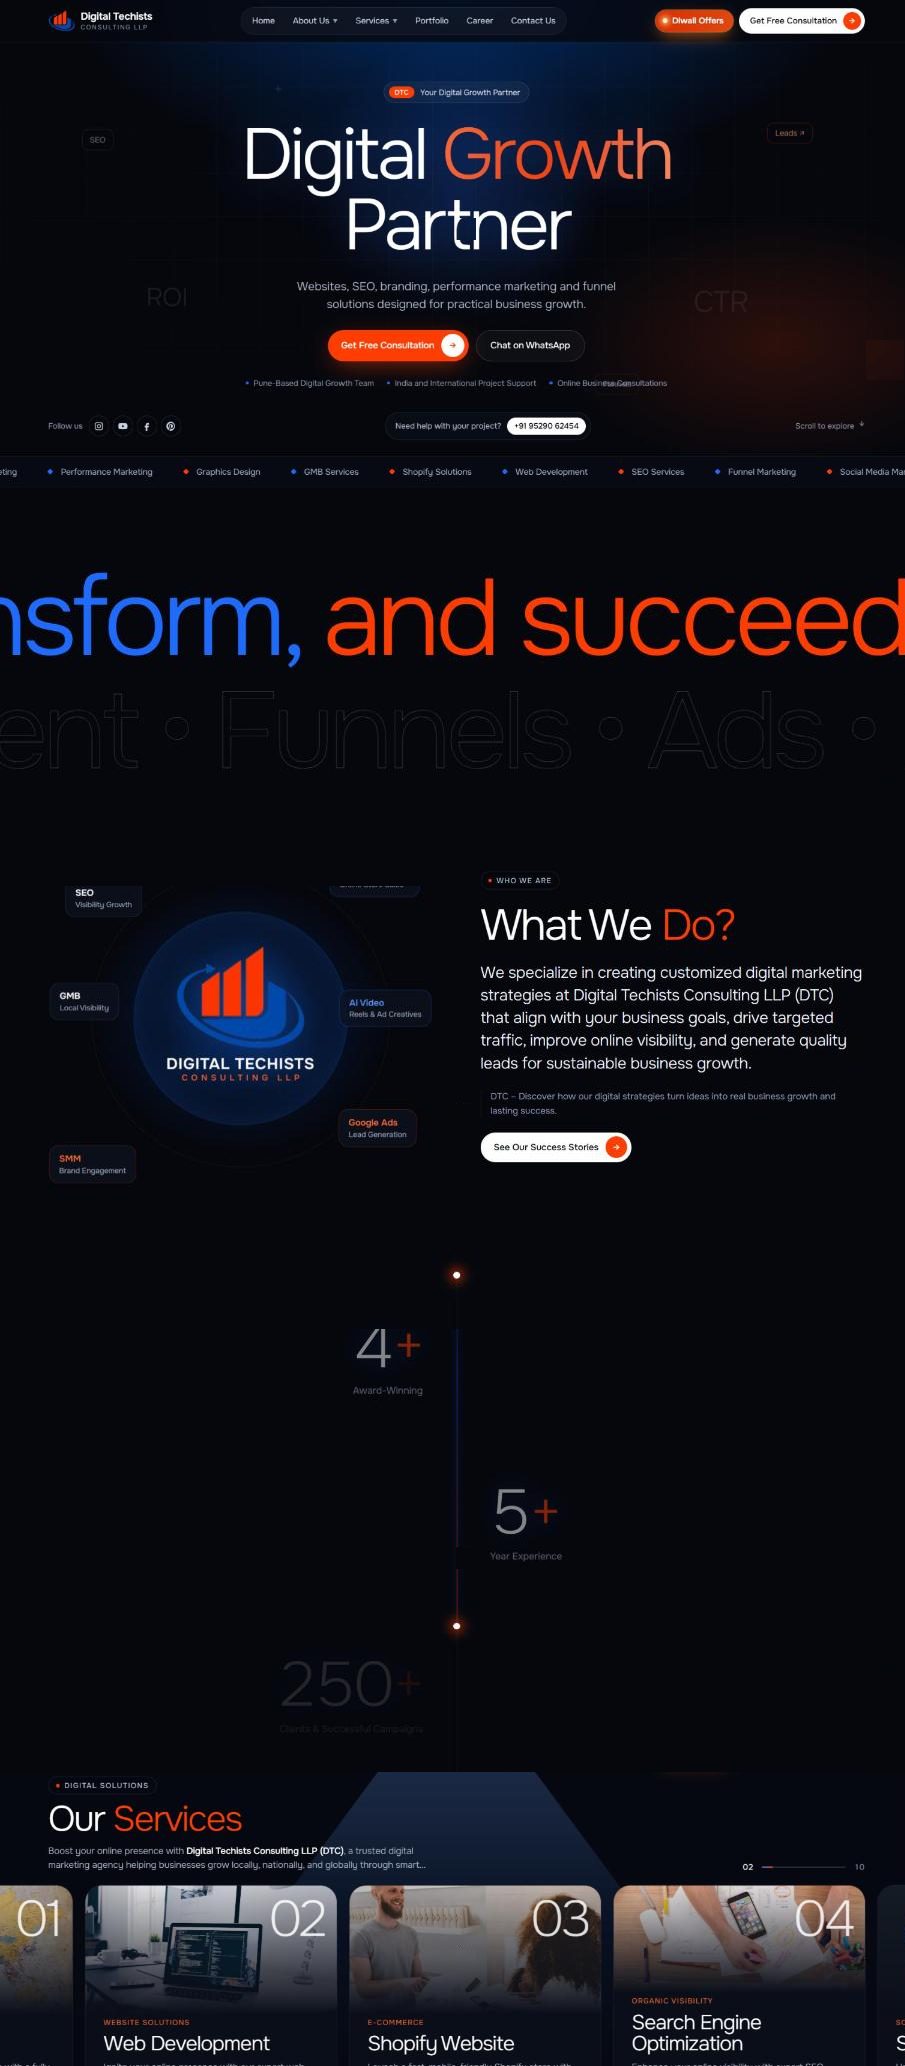 Digital Techists
CONSULTING LLP
Home
About Us
Services
Portfolio
Career
Contact Us
Diwali Offers
Get Free Consultation
DTC Your Digital Growth Partner
SEO
Leads
Digital Growth
Partner
ROI
CTR
Websites, SEO, branding, performance marketing and funnel
solutions designed for practical business growth.
Get Free Consultation
Chat on WhatsApp
Pune-Based Digital Growth Team
India and International Project Support
Online Business Consultations
Follow us
Need help with your project? +91 95290 62454
Scroll to explore
eting
Performance Marketing
Graphics Design
GMB Services
Shopify Solutions
Web Development
SEO Services
Funnel Marketing
Social Media Mar
nsform, and succeed
ent • Funnels • Ads •
SEO
Visibility Growth
GMB
Local Visibility
AI Video
Reels & Ad Creatives
DIGITAL TECHISTS
CONSULTING LLP
Google Ads
Lead Generation
SMM
Brand Engagement
WHO WE ARE
What We Do?
We specialize in creating customized digital marketing
strategies at Digital Techists Consulting LLP (DTC)
that align with your business goals, drive targeted
traffic, improve online visibility, and generate quality
leads for sustainable business growth.
DTC – Discover how our digital strategies turn ideas into real business growth and
lasting success.
See Our Success Stories
4+
Award-Winning
5+
Year Experience
250+
Clients & Successful Campaigns
DIGITAL SOLUTIONS
Our Services
Boost your online presence with Digital Techists Consulting LLP (DTC), a trusted digital
marketing agency helping businesses grow locally, nationally, and globally through smart...
02
10
01
02
03
04
WEBSITE SOLUTIONS
Web Development
E-COMMERCE
Shopify Website
ORGANIC VISIBILITY
Search Engine
Optimization